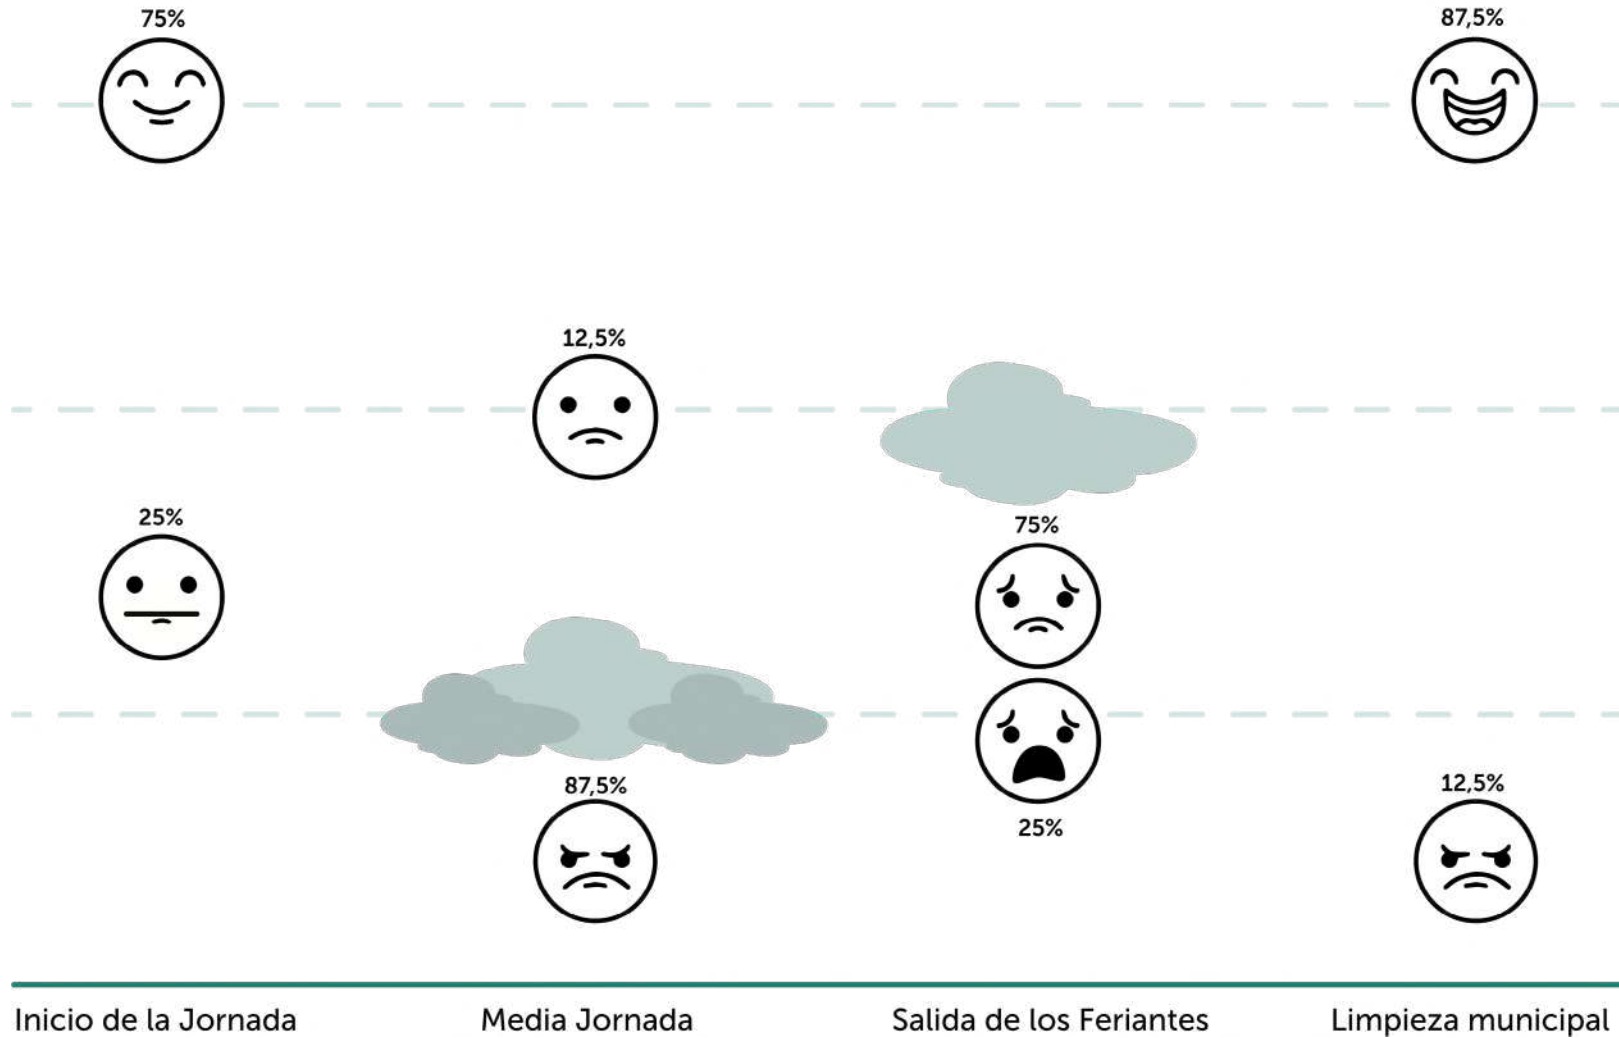 75%
87,5%
12,5%
25%
75%
87,5%
12,5%
25%
Inicio de la Jornada
Media Jornada
Salida de los Feriantes
Limpieza municipal